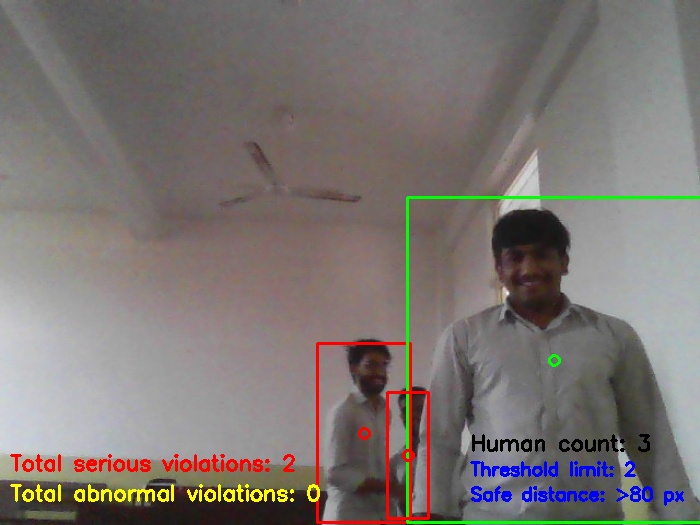 Human count: 3
Total serious violations: 2
Threshold limit: 2
Total abnormal violations: 0
Safe distance: >80 px